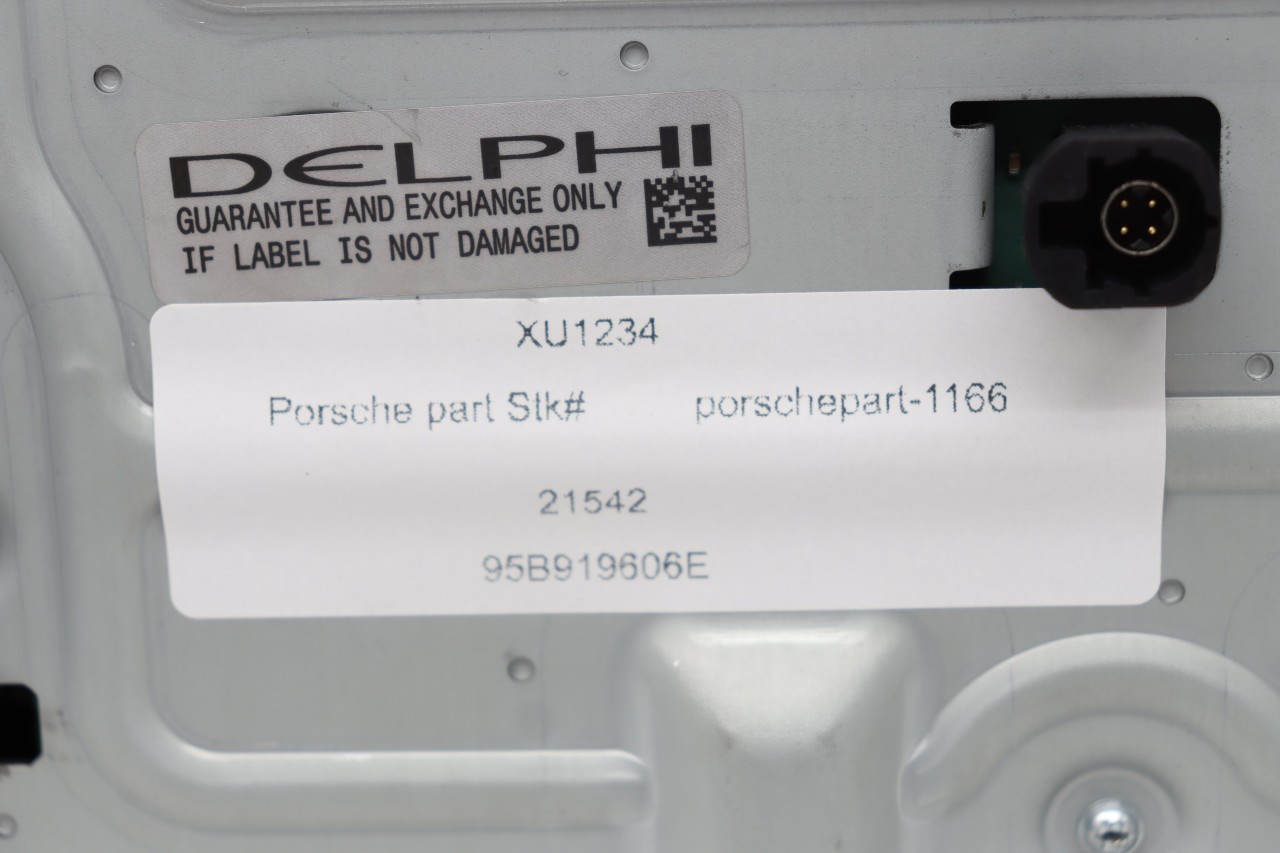 DELPHI
GUARANTEE AND EXCHANGE ONLY
IF LABEL IS NOT DAMAGED
XU1234
Porsche part Stk# porschepart-1166
21542
95B919606E